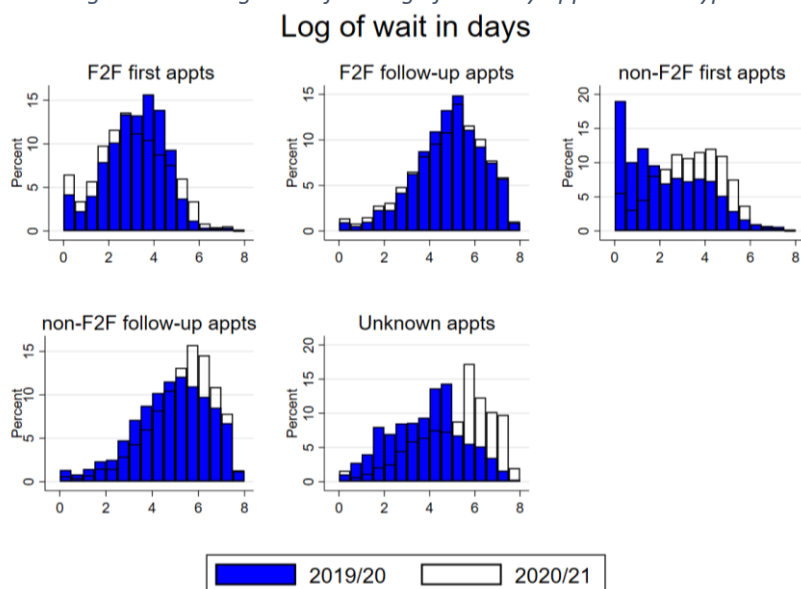 Log of wait in days
F2F first appts
Percent
0 5 10 15
0 2 4 6 8
F2F follow-up appts
Percent
0 5 10 15
0 2 4 6 8
non-F2F first appts
Percent
0 5 10 15 20
0 2 4 6 8
non-F2F follow-up appts
Percent
0 5 10 15
0 2 4 6 8
Unknown appts
Percent
0 5 10 15 20
0 2 4 6 8
2019/20 2020/21